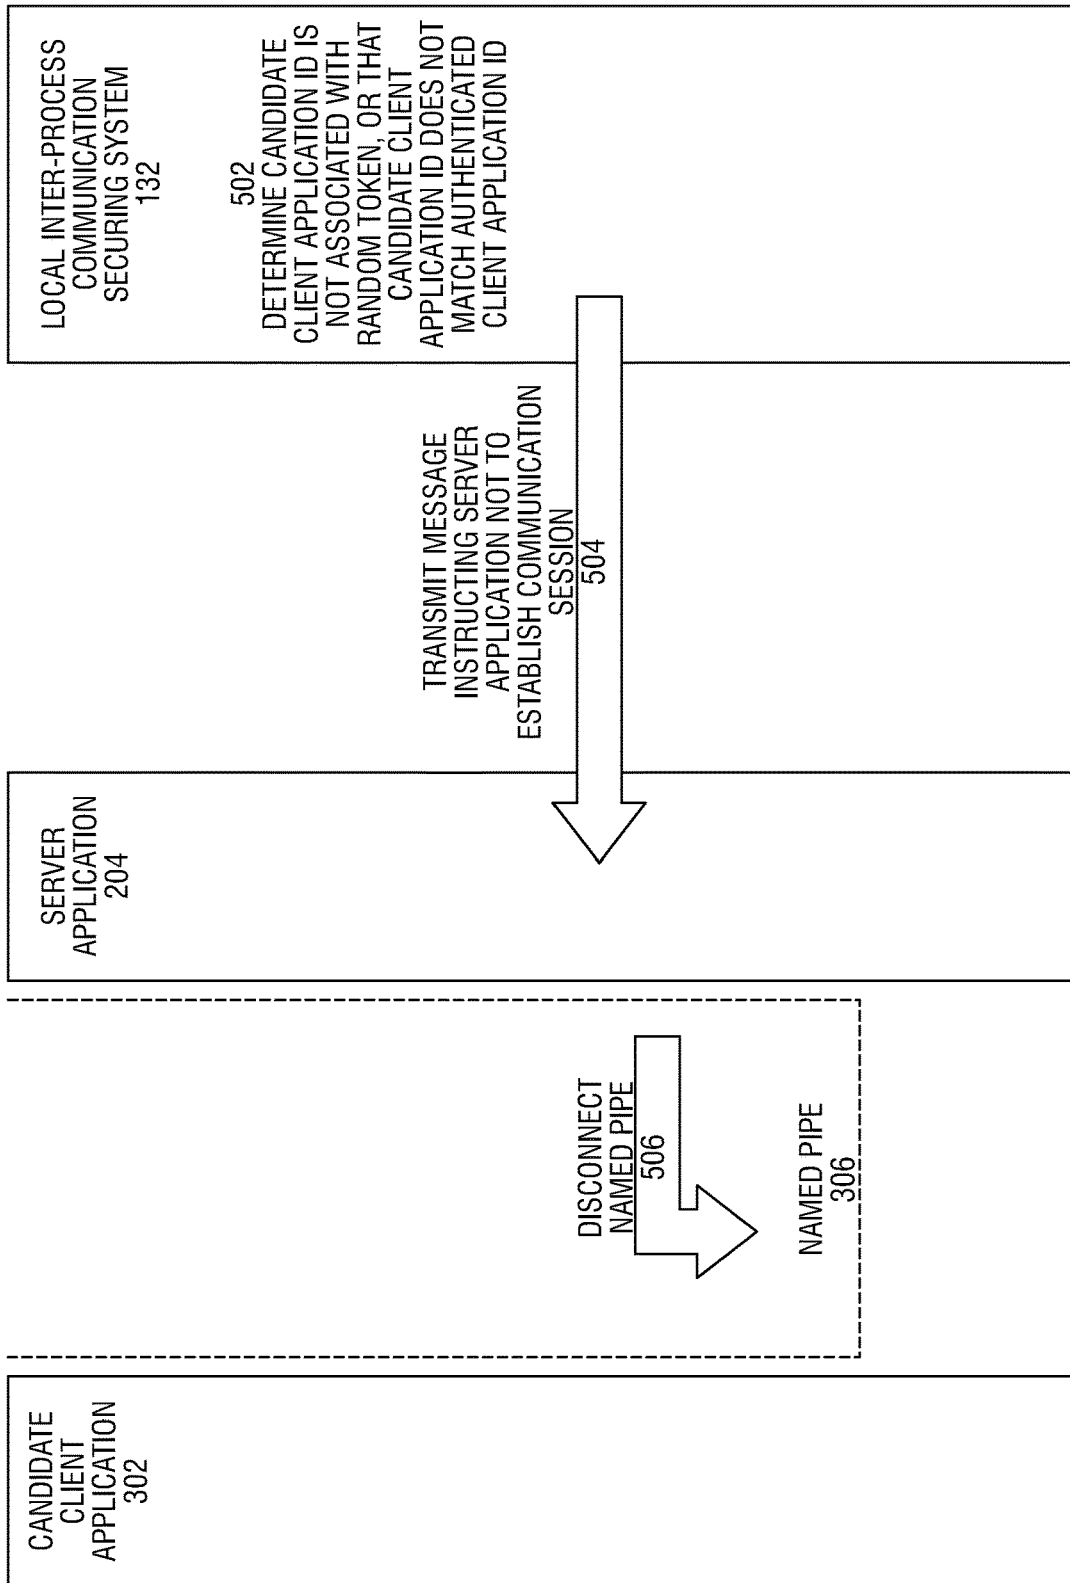 CANDIDATE
CLIENT
APPLICATION
302
SERVER
APPLICATION
204
LOCAL INTER-PROCESS
COMMUNICATION
SECURING SYSTEM
132
502
DETERMINE CANDIDATE
CLIENT APPLICATION ID IS
NOT ASSOCIATED WITH
RANDOM TOKEN, OR THAT
CANDIDATE CLIENT
APPLICATION ID DOES NOT
MATCH AUTHENTICATED
CLIENT APPLICATION ID
TRANSMIT MESSAGE
INSTRUCTING SERVER
APPLICATION NOT TO
ESTABLISH COMMUNICATION
SESSION
504
DISCONNECT
NAMED PIPE
506
NAMED PIPE
306